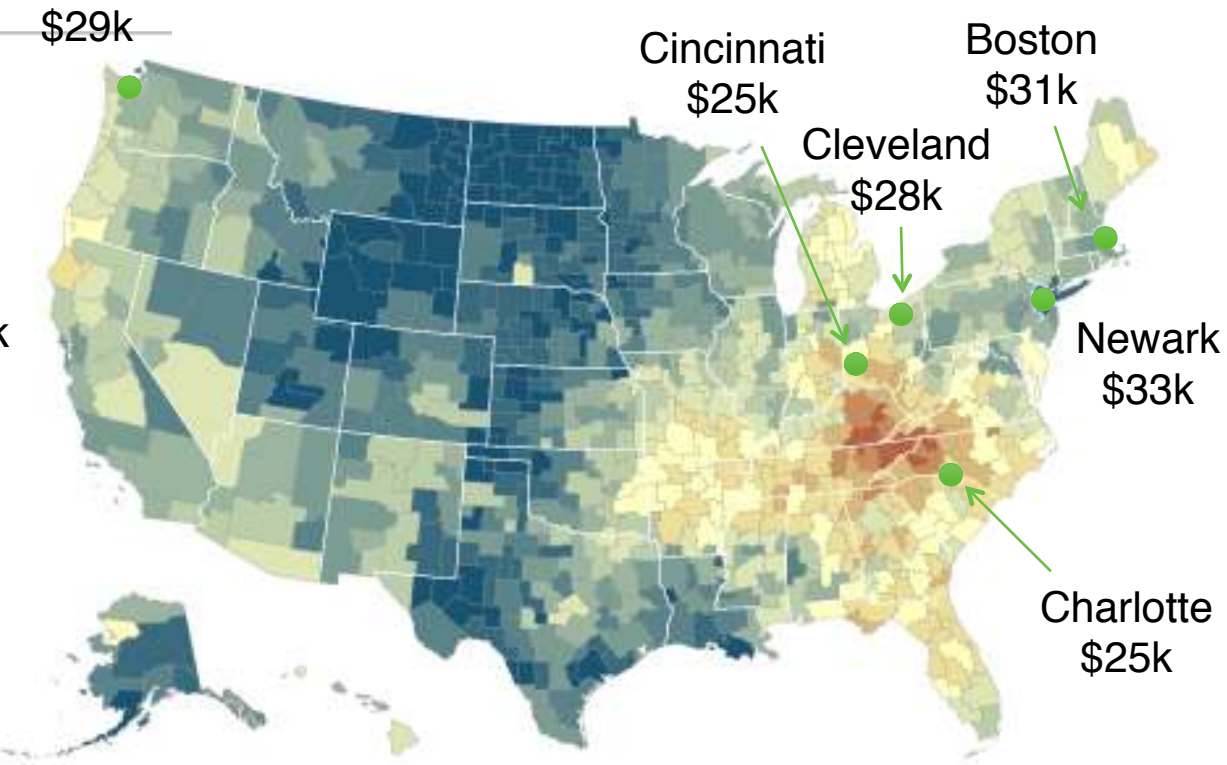 $29k
Cincinnati
$25k
Boston
$31k
Cleveland
$28k
k
Newark
$33k
Charlotte
$25k